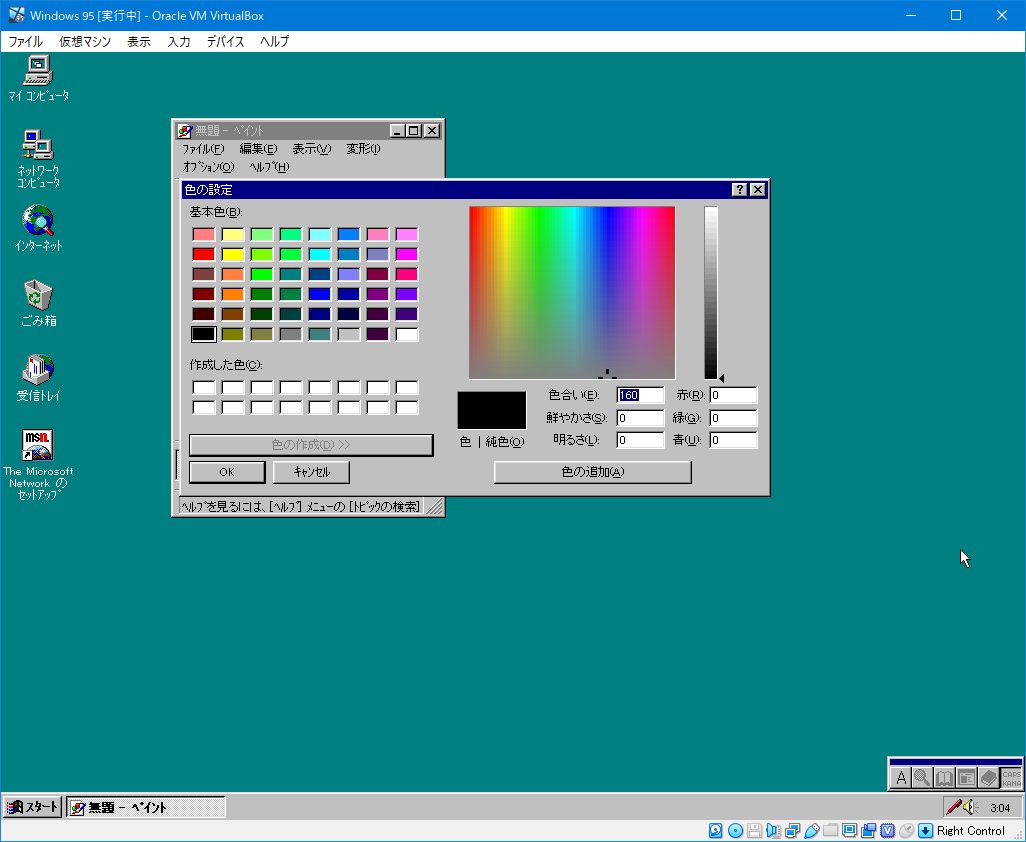 Windows 95 [実行中] - Oracle VM VirtualBox
ファイル 仮想マシン 表示 入力 デバイス ヘルプ
マイ コンピュータ
ネットワーク
コンピュータ
インターネット
ごみ箱
受信トレイ
msn.
The Microsoft
Network の
セットアップ
無題 - ペイント
ファイル(F) 編集(E) 表示(V) 変形(I)
オプション(O) ヘルプ(H)
色の設定
基本色(B):
作成した色(C):
色の作成(D) >>
OK キャンセル
色 | 純色(O)
色合い(E): 160 赤(R): 0
鮮やかさ(S): 0 緑(G): 0
明るさ(L): 0 青(U): 0
色の追加(A)
ヘルプを見るには、[ヘルプ] メニューの [トピックの検索]
A
CAPS
KANA
スタート 無題 - ペイント 3:04
Right Control